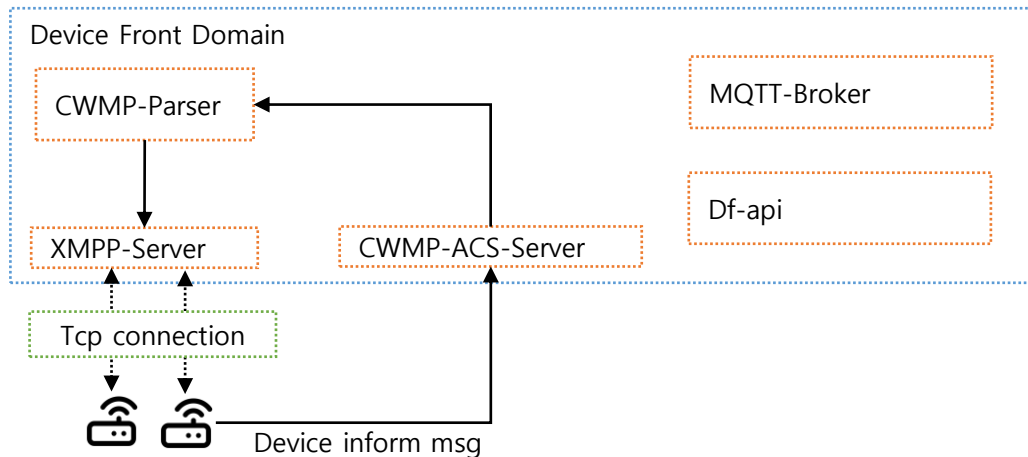 Device Front Domain
CWMP-Parser
MQTT-Broker
Df-api
XMPP-Server
CWMP-ACS-Server
Tcp connection
Device inform msg